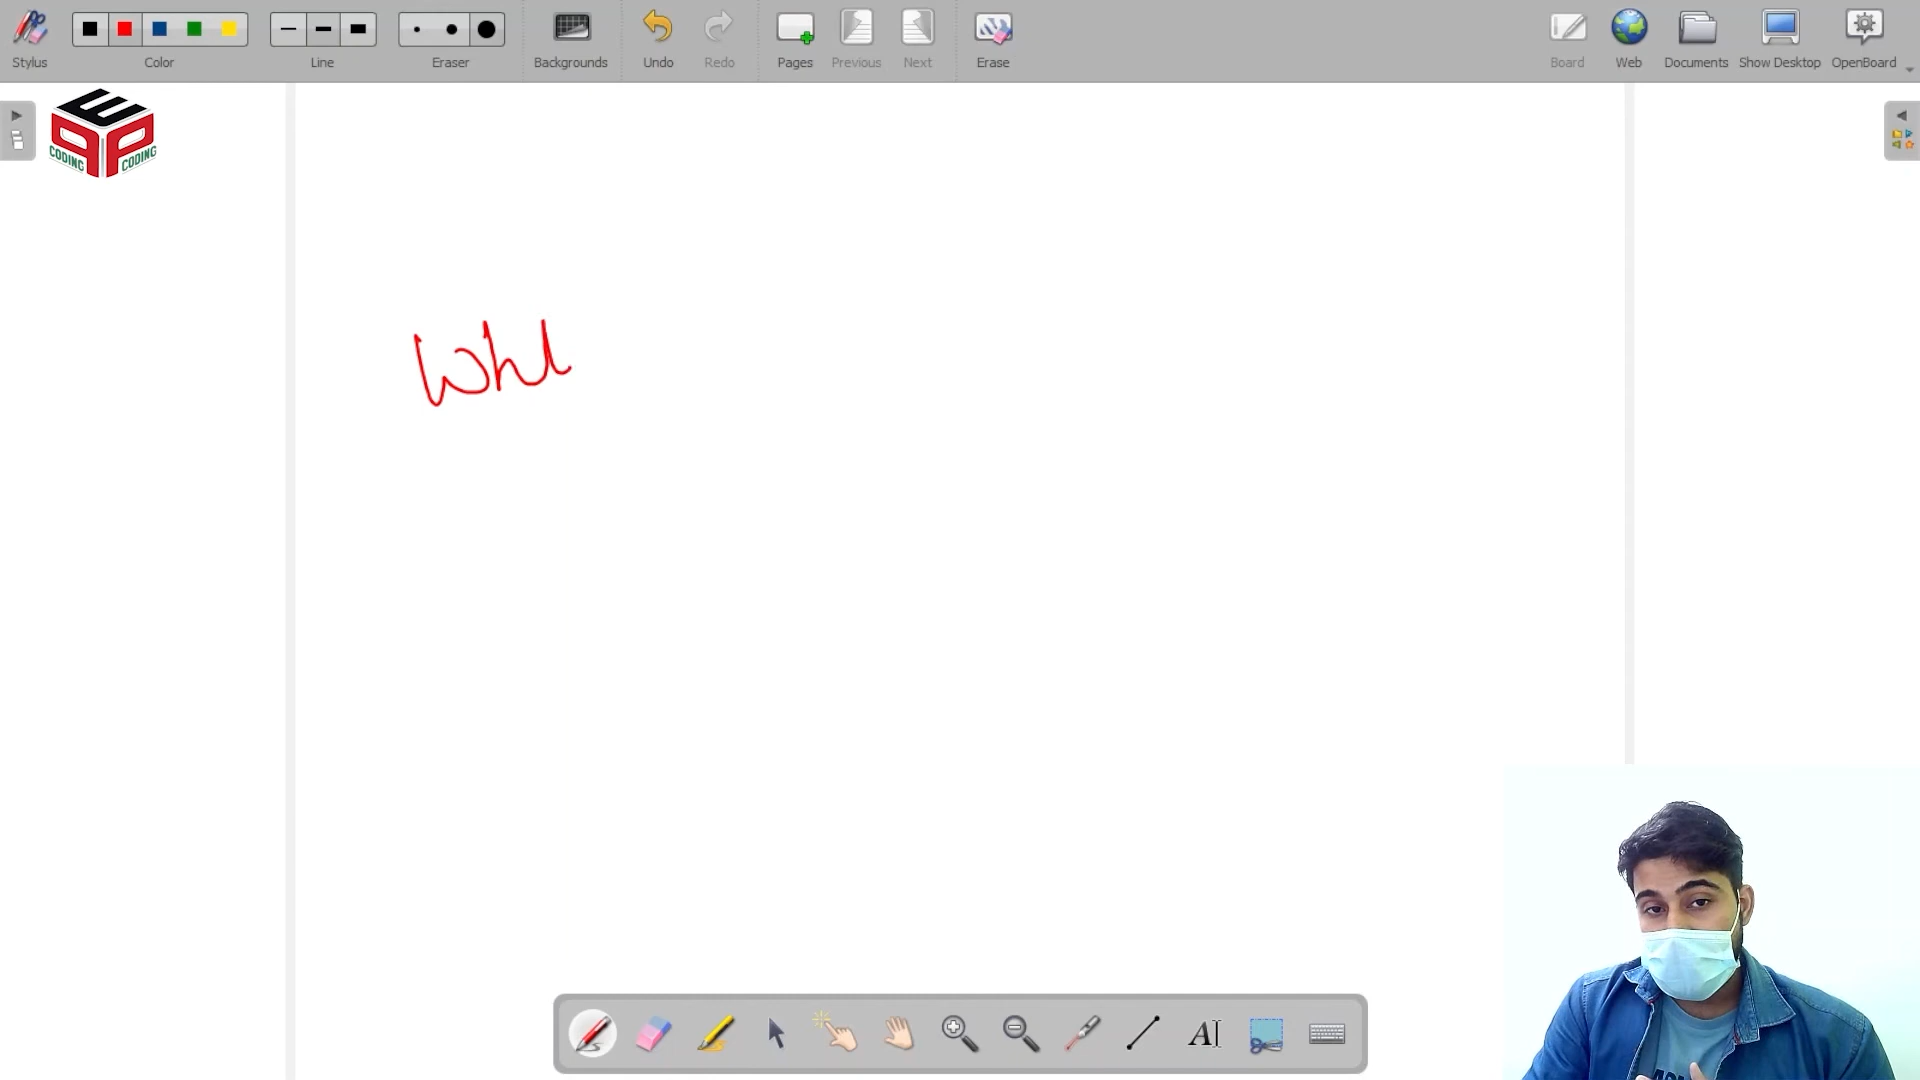 Stylus Color Line Eraser Backgrounds Undo Redo Pages Previous Next Erase Board Web Documents Show Desktop OpenBoard
PEP
CODING CODING
Whl